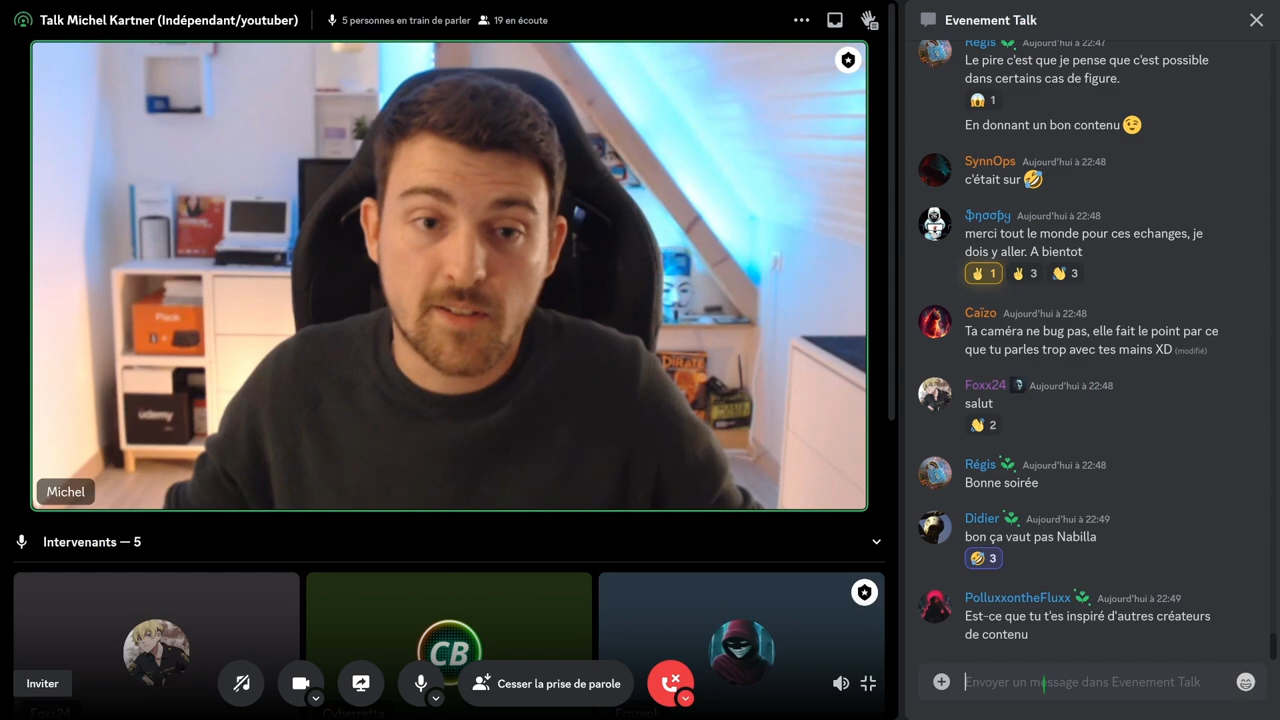 Talk Michel Kartner (Indépendant/youtuber)
5 personnes en train de parler
19 en écoute
Michel
Pack
ûdemy
PIRATE
Intervenants — 5
CB
Inviter
Cesser la prise de parole
Foxx24
Cyberretta
Evenement Talk
Régis Aujourd'hui à 22:47
Le pire c'est que je pense que c'est possible
dans certains cas de figure.
😱 1
En donnant un bon contenu 😉
SynnOps Aujourd'hui à 22:48
c'était sur 🤣
Aujourd'hui à 22:48
merci tout le monde pour ces echanges, je
dois y aller. A bientot
✌ 1 ✌ 3 👋 3
Caïzo Aujourd'hui à 22:48
Ta caméra ne bug pas, elle fait le point par ce
que tu parles trop avec tes mains XD (modifié)
Foxx24 Aujourd'hui à 22:48
salut
👋 2
Régis Aujourd'hui à 22:48
Bonne soirée
Didier Aujourd'hui à 22:49
bon ça vaut pas Nabilla
🤣 3
PolluxxontheFluxx Aujourd'hui à 22:49
Est-ce que tu t'es inspiré d'autres créateurs
de contenu
Envoyer un message dans Evenement Talk